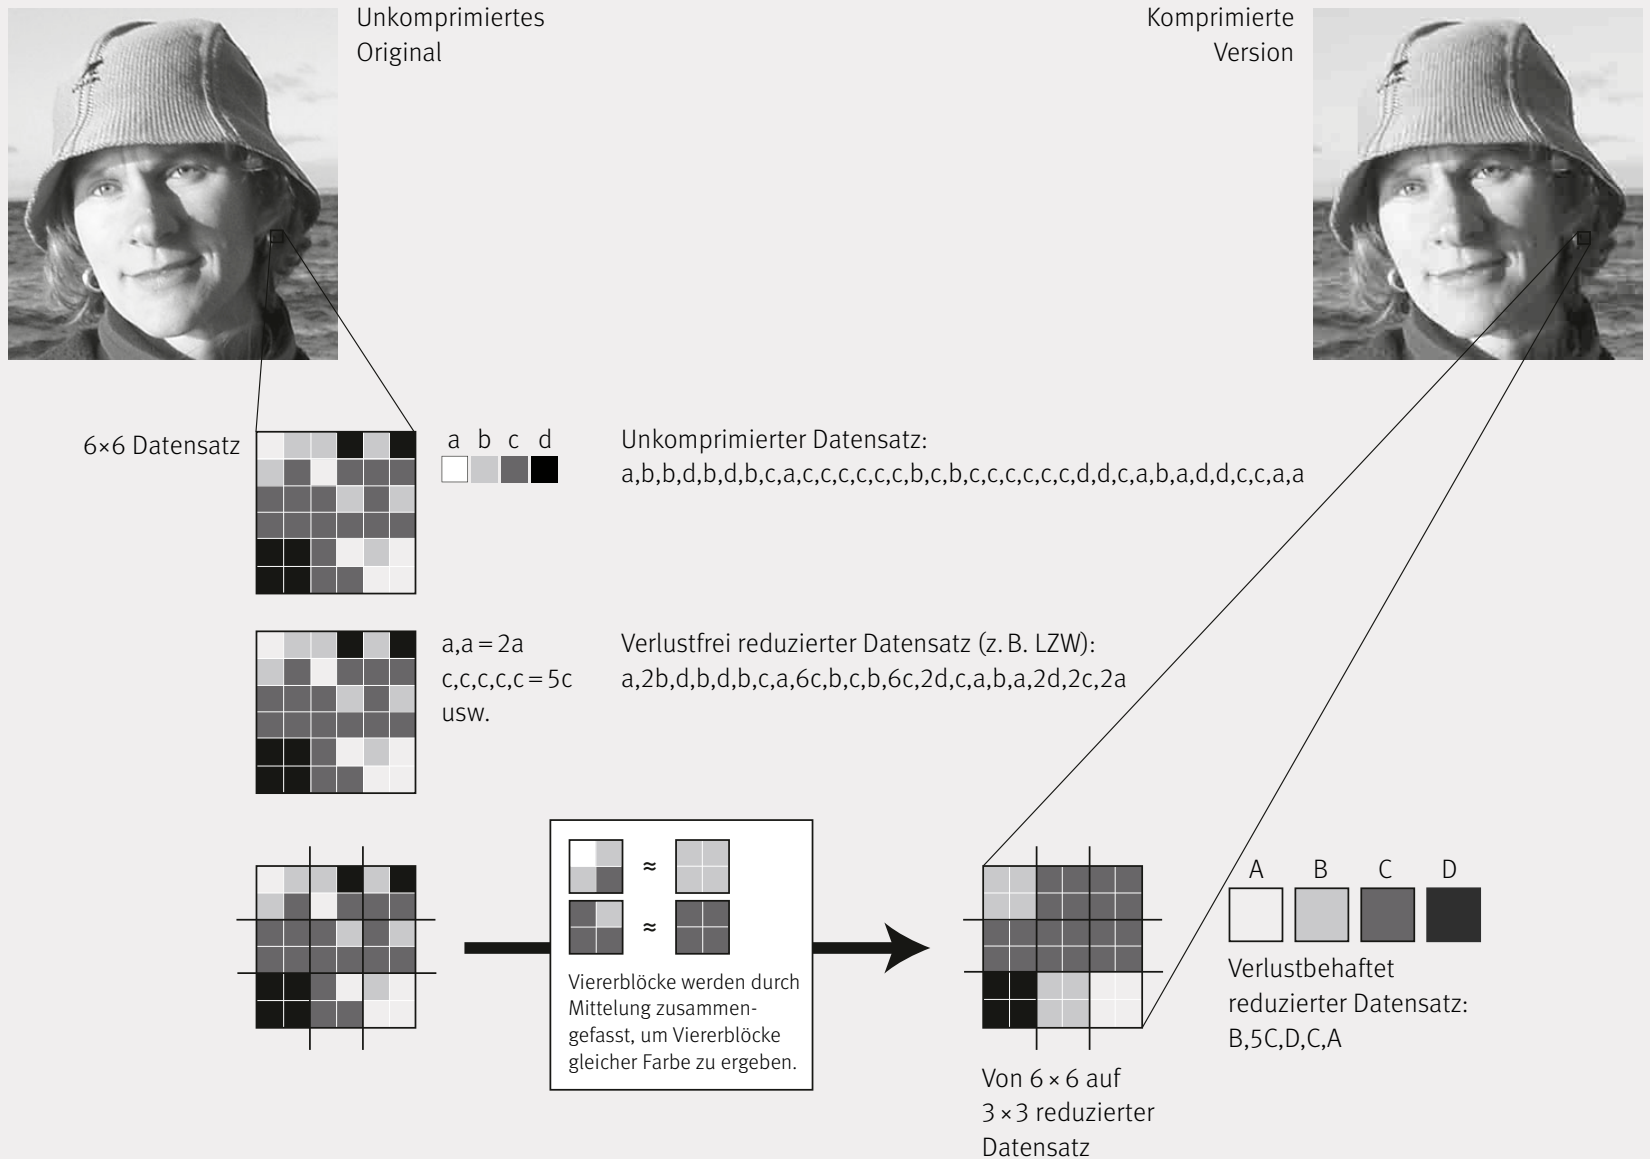 Unkomprimiertes
Original
Komprimierte
Version
6×6 Datensatz
a b c d
Unkomprimierter Datensatz:
a,b,b,d,b,d,b,c,a,c,c,c,c,c,c,b,c,b,c,c,c,c,c,c,d,d,c,a,b,a,d,d,c,c,a,a
a,a = 2a
c,c,c,c,c = 5c
usw.
Verlustfrei reduzierter Datensatz (z. B. LZW):
a,2b,d,b,d,b,c,a,6c,b,c,b,6c,2d,c,a,b,a,2d,2c,2a
≈
≈
Viererblöcke werden durch
Mittelung zusammen-
gefasst, um Viererblöcke
gleicher Farbe zu ergeben.
A B C D
Verlustbehaftet
reduzierter Datensatz:
B,5C,D,C,A
Von 6 × 6 auf
3 × 3 reduzierter
Datensatz